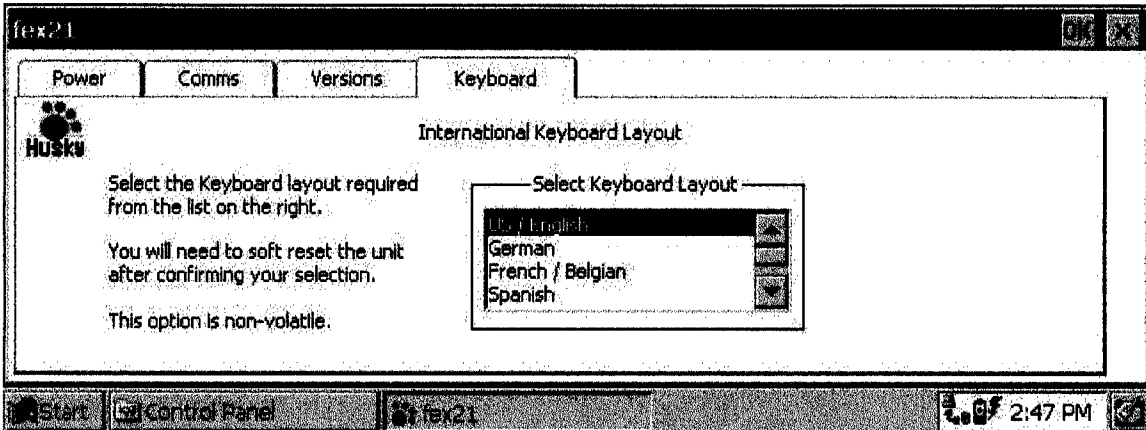 fex21
OK X
Power Comms Versions Keyboard
Husky
International Keyboard Layout
Select the Keyboard layout required
from the list on the right.
You will need to soft reset the unit
after confirming your selection.
This option is non-volatile.
Select Keyboard Layout
US / English
German
French / Belgian
Spanish
Start Control Panel fex21 2:47 PM